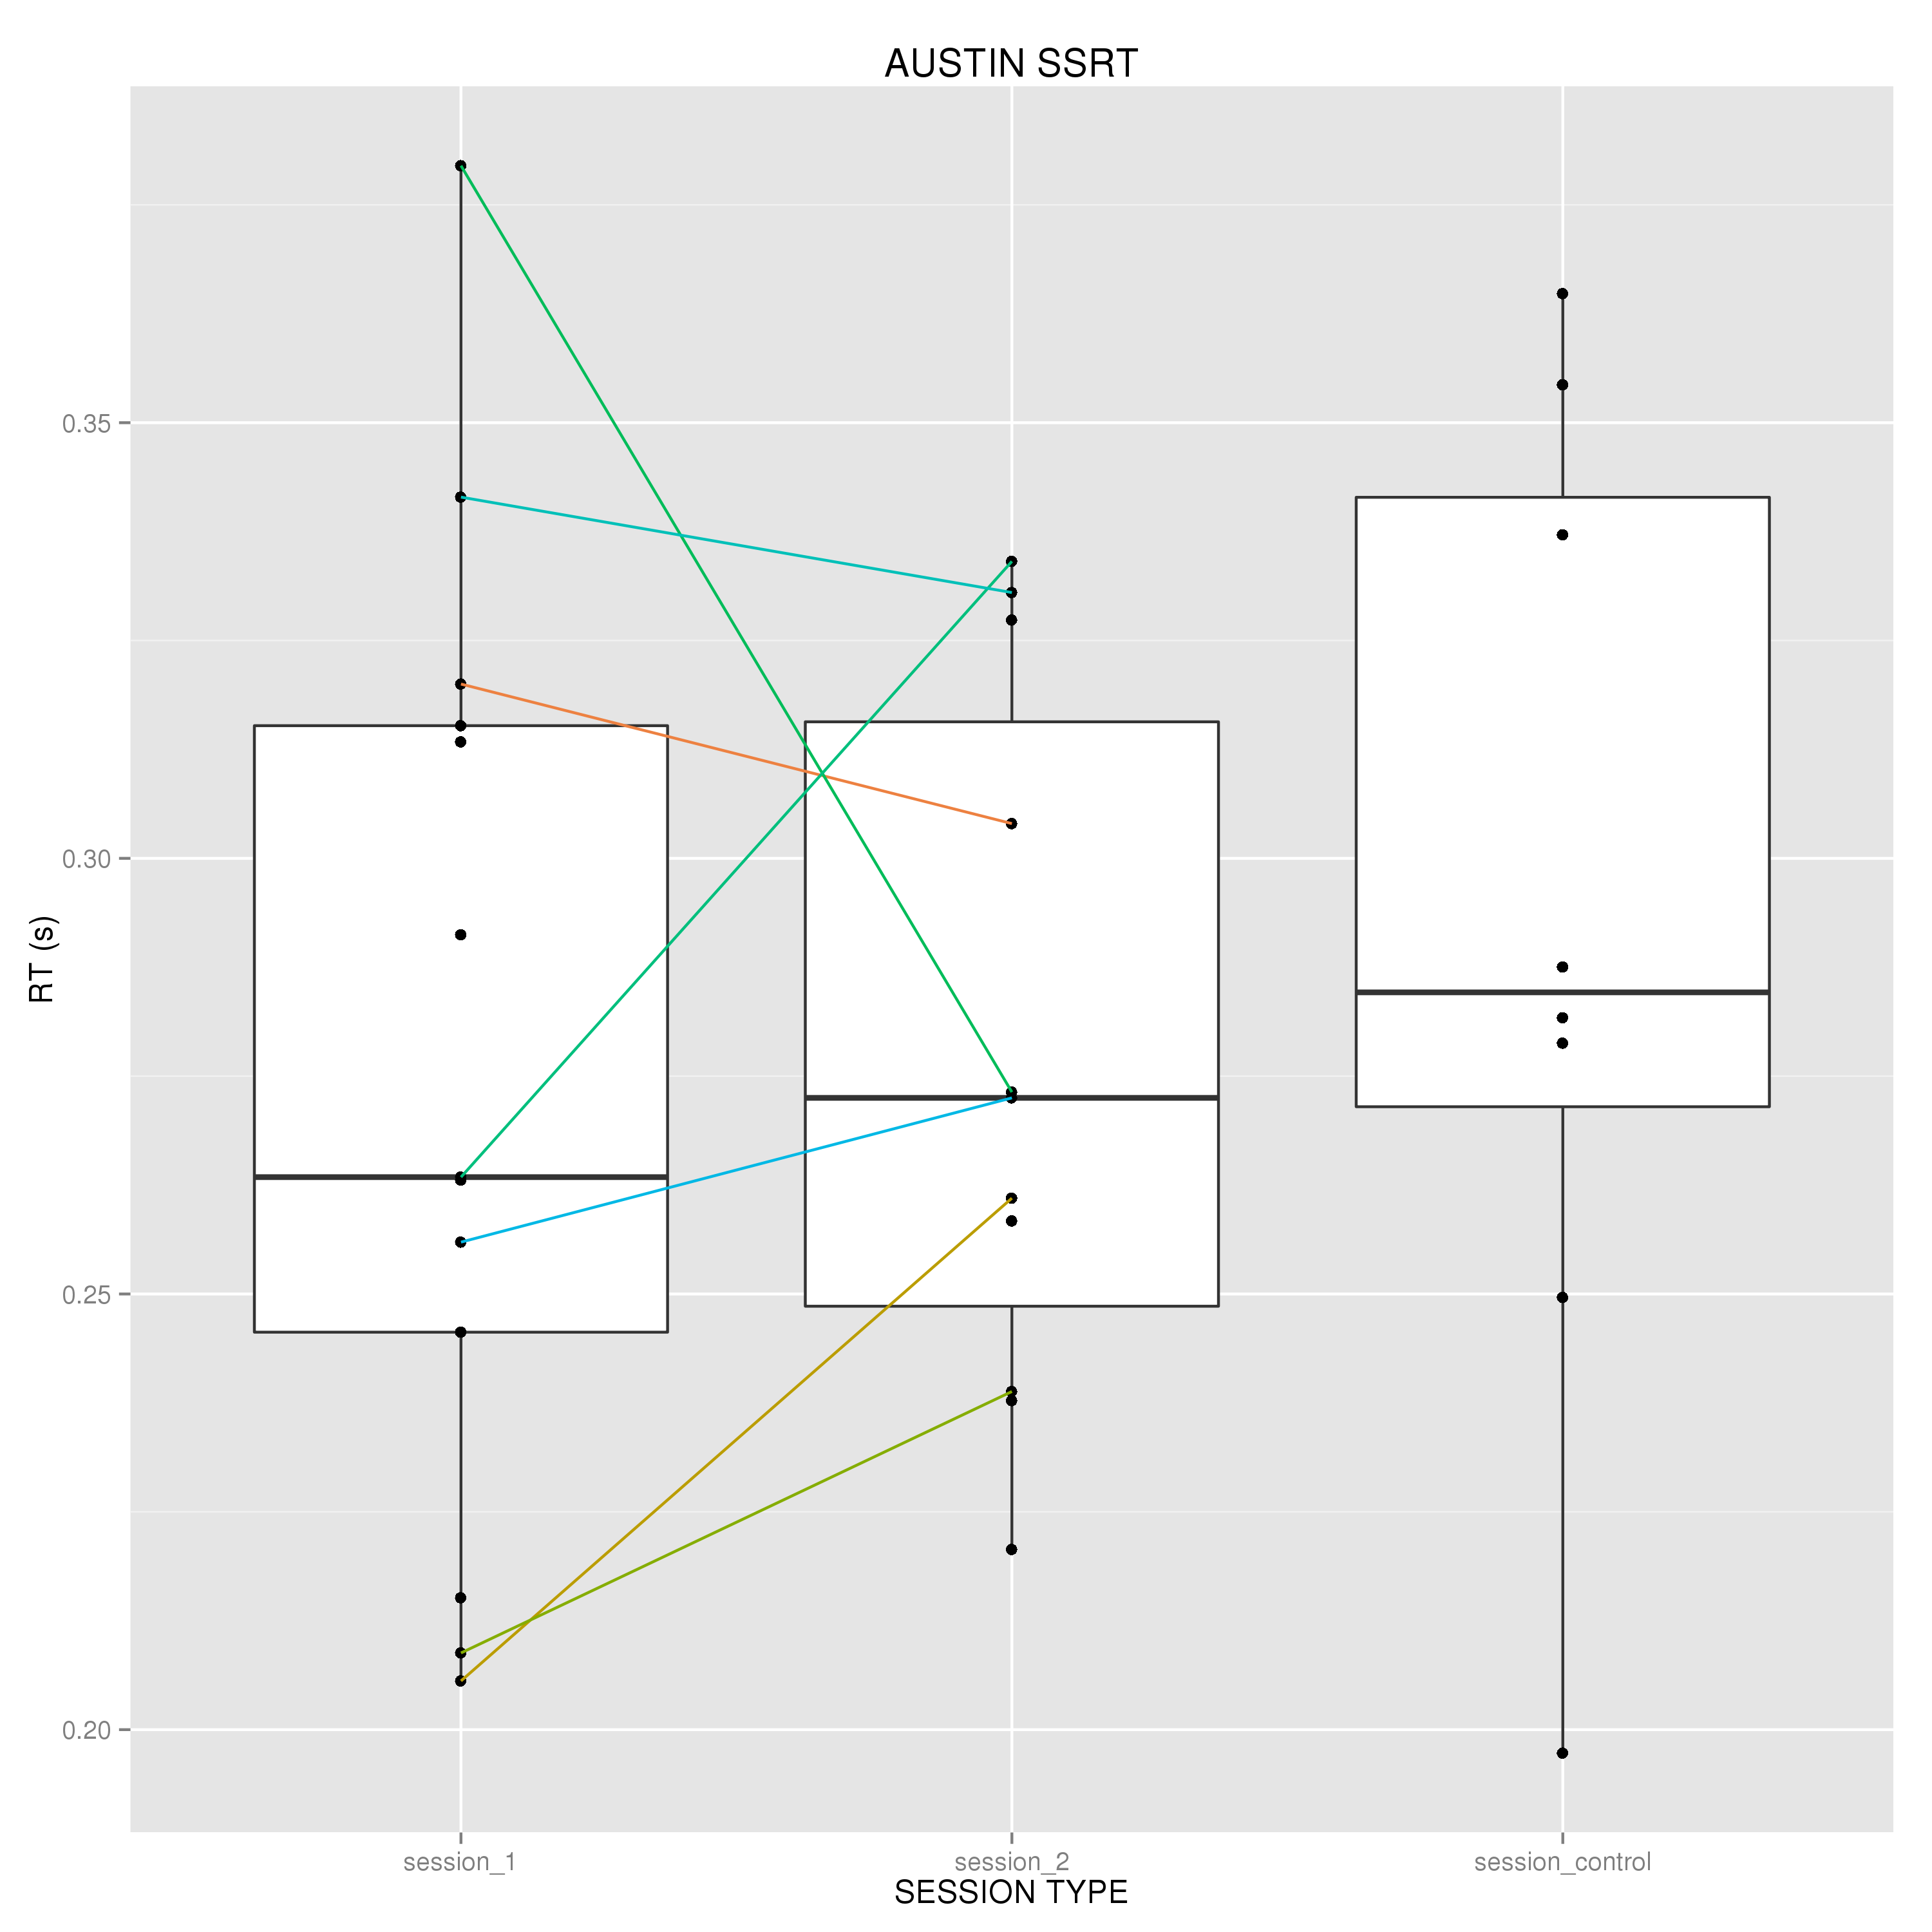 AUSTIN SSRT
RT (s)
0.35
0.30
0.25
0.20
session_1
session_2
session_control
SESSION TYPE